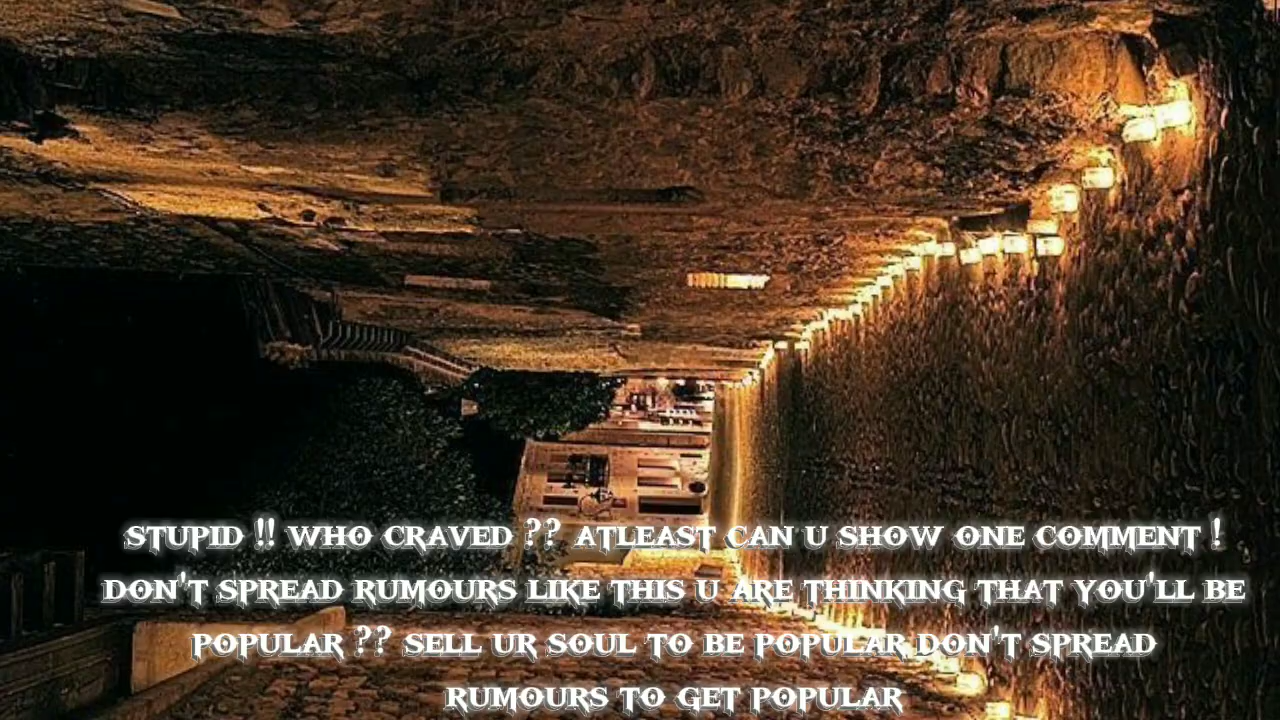 STUPID !! WHO CRAVED ?? ATLEAST CAN U SHOW ONE COMMENT !
DON'T SPREAD RUMOURS LIKE THIS U ARE THINKING THAT YOU'LL BE
POPULAR ?? SELL UR SOUL TO BE POPULAR DON'T SPREAD
RUMOURS TO GET POPULAR